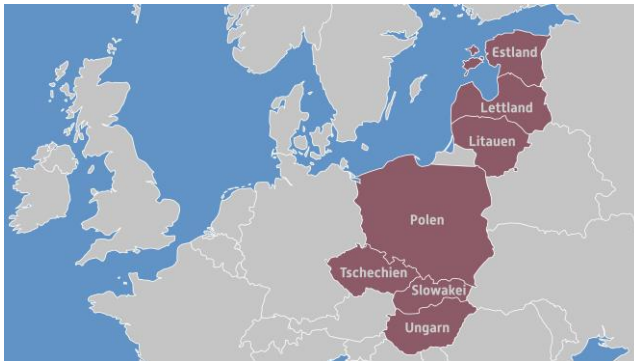 Estland
Lettland
Litauen
Polen
Tschechien
Slowakei
Ungarn